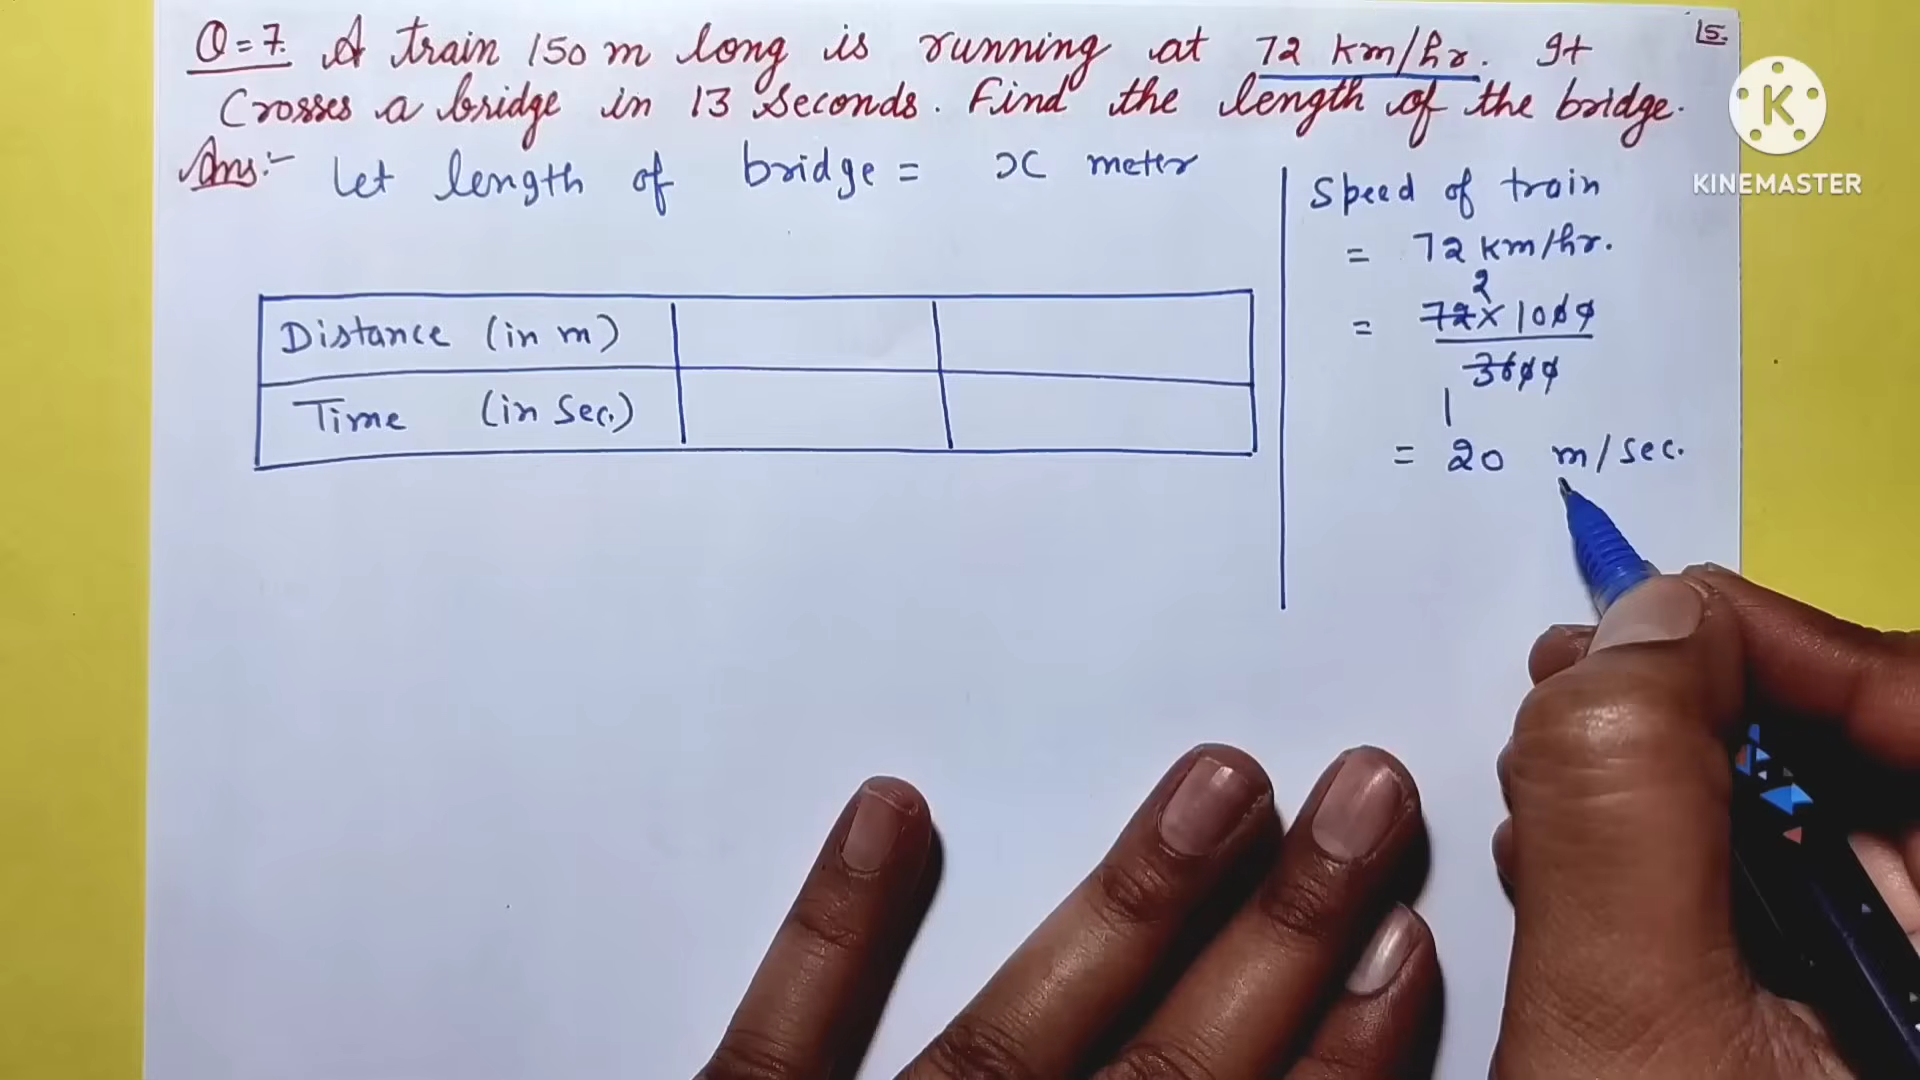 Q=7. A train 150 m long is running at 72 km/hr. It
Crosses a bridge in 13 Seconds. Find the length of the bridge.
Ans:- Let length of bridge = x meter
Distance (in m)
Time (in Sec.)
Speed of train
= 72 km/hr.
2
= 72 x 1000
3600
1
= 20 m/sec.
15.
K
KINEMASTER